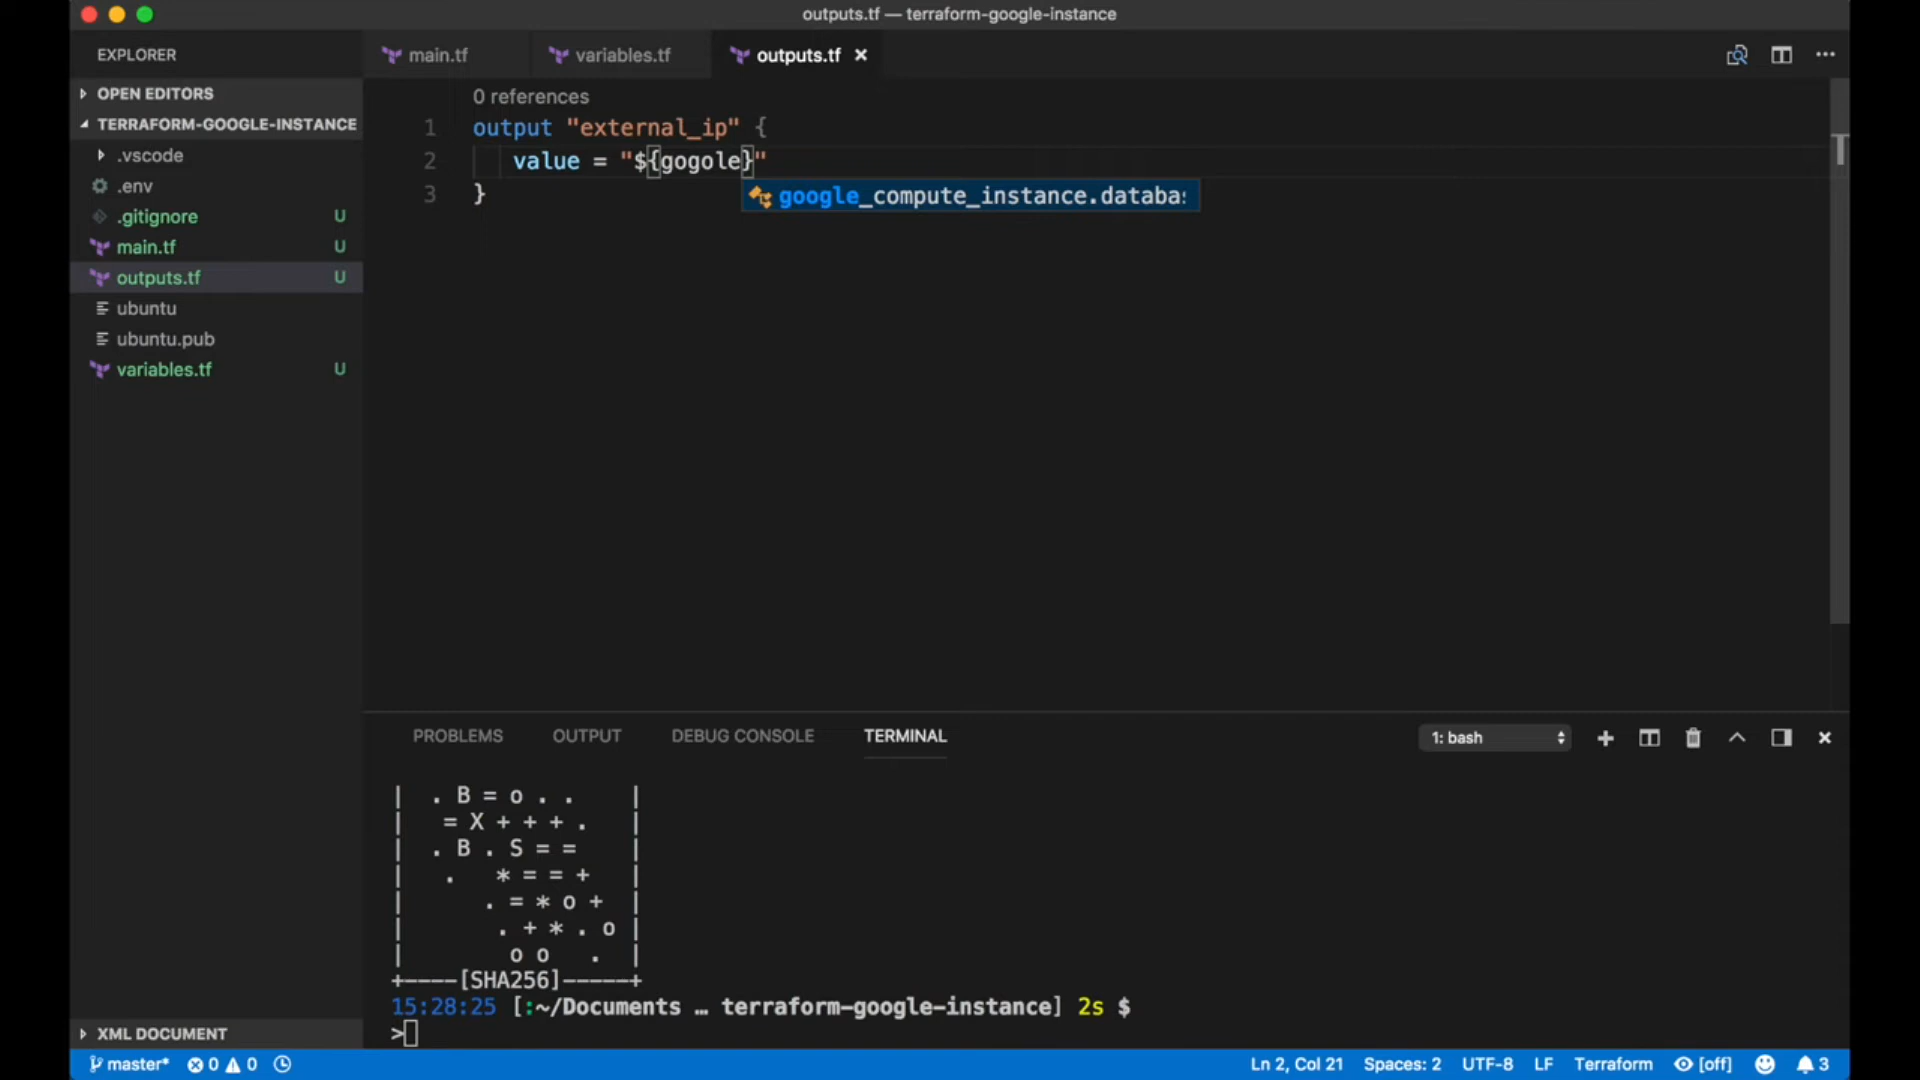 outputs.tf — terraform-google-instance
EXPLORER
main.tf
variables.tf
outputs.tf
OPEN EDITORS
TERRAFORM-GOOGLE-INSTANCE
.vscode
.env
.gitignore U
main.tf U
outputs.tf U
ubuntu
ubuntu.pub
variables.tf U
XML DOCUMENT
0 references
1 output "external_ip" {
2 value = "${gogole}"
google_compute_instance.databa
3 }
PROBLEMS OUTPUT DEBUG CONSOLE TERMINAL
1: bash
| . B = o . . |
| = X + + + . |
| . B . S = = |
| . * = = + |
| . = * o + |
| . + * . o |
| o o . |
+----[SHA256]-----+
15:28:25 [:~/Documents … terraform-google-instance] 2s $
>
master* 0 0
Ln 2, Col 21 Spaces: 2 UTF-8 LF Terraform [off] 3